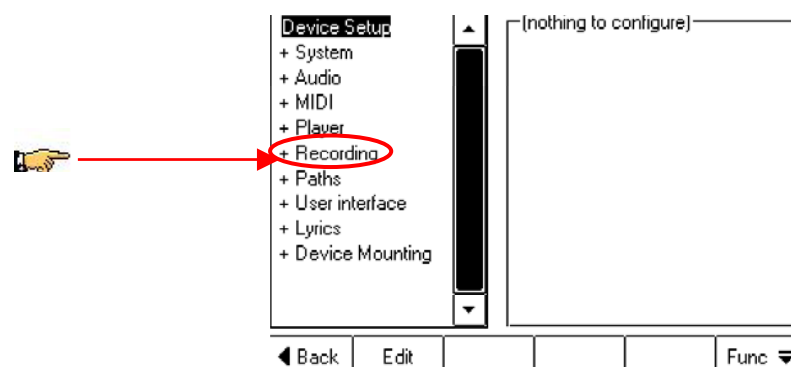 Device Setup
(nothing to configure)
+ System
+ Audio
+ MIDI
+ Player
+ Recording
+ Paths
+ User interface
+ Lyrics
+ Device Mounting
Back Edit Func